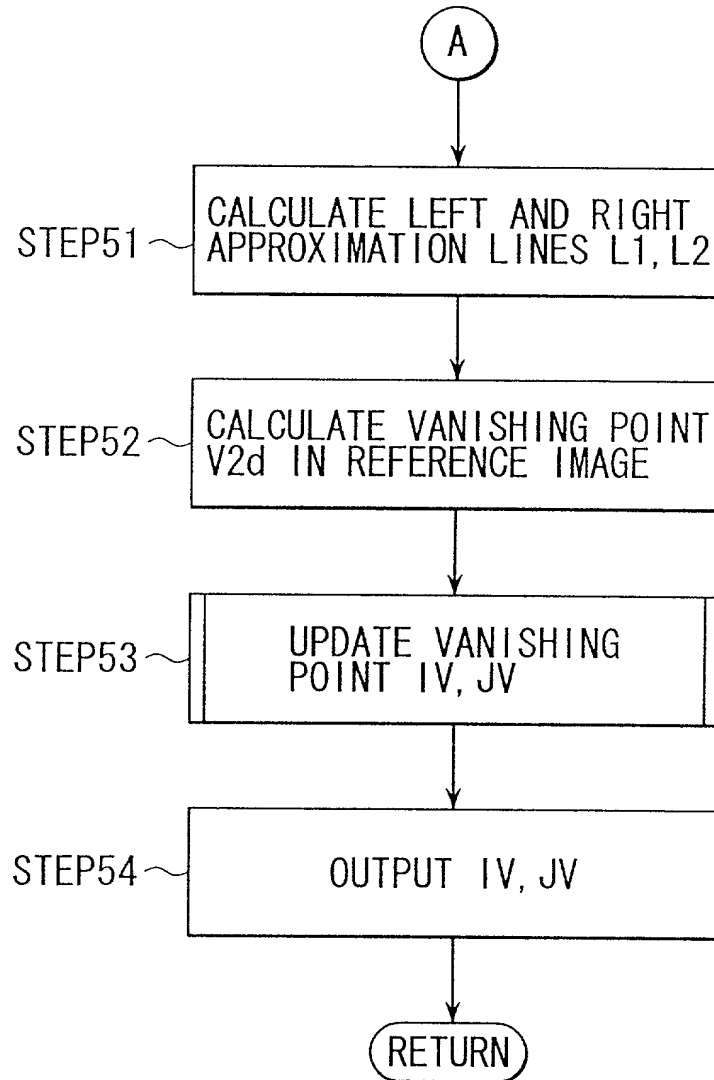 A
STEP51
CALCULATE LEFT AND RIGHT
APPROXIMATION LINES L1, L2
STEP52
CALCULATE VANISHING POINT
V2d IN REFERENCE IMAGE
STEP53
UPDATE VANISHING
POINT IV, JV
STEP54
OUTPUT IV, JV
RETURN